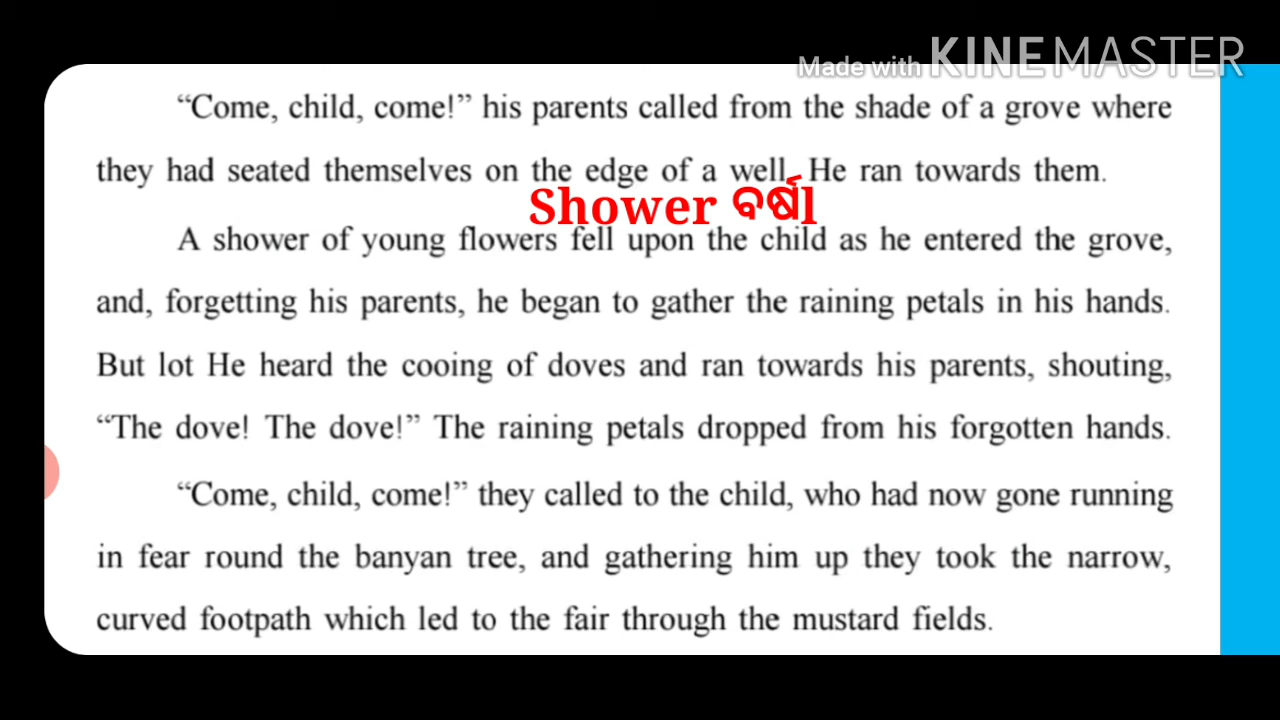 Made with KINEMASTER
“Come, child, come!” his parents called from the shade of a grove where
they had seated themselves on the edge of a well. He ran towards them.
Shower ବର୍ଷା
A shower of young flowers fell upon the child as he entered the grove,
and, forgetting his parents, he began to gather the raining petals in his hands.
But lot He heard the cooing of doves and ran towards his parents, shouting,
“The dove! The dove!” The raining petals dropped from his forgotten hands.
“Come, child, come!” they called to the child, who had now gone running
in fear round the banyan tree, and gathering him up they took the narrow,
curved footpath which led to the fair through the mustard fields.